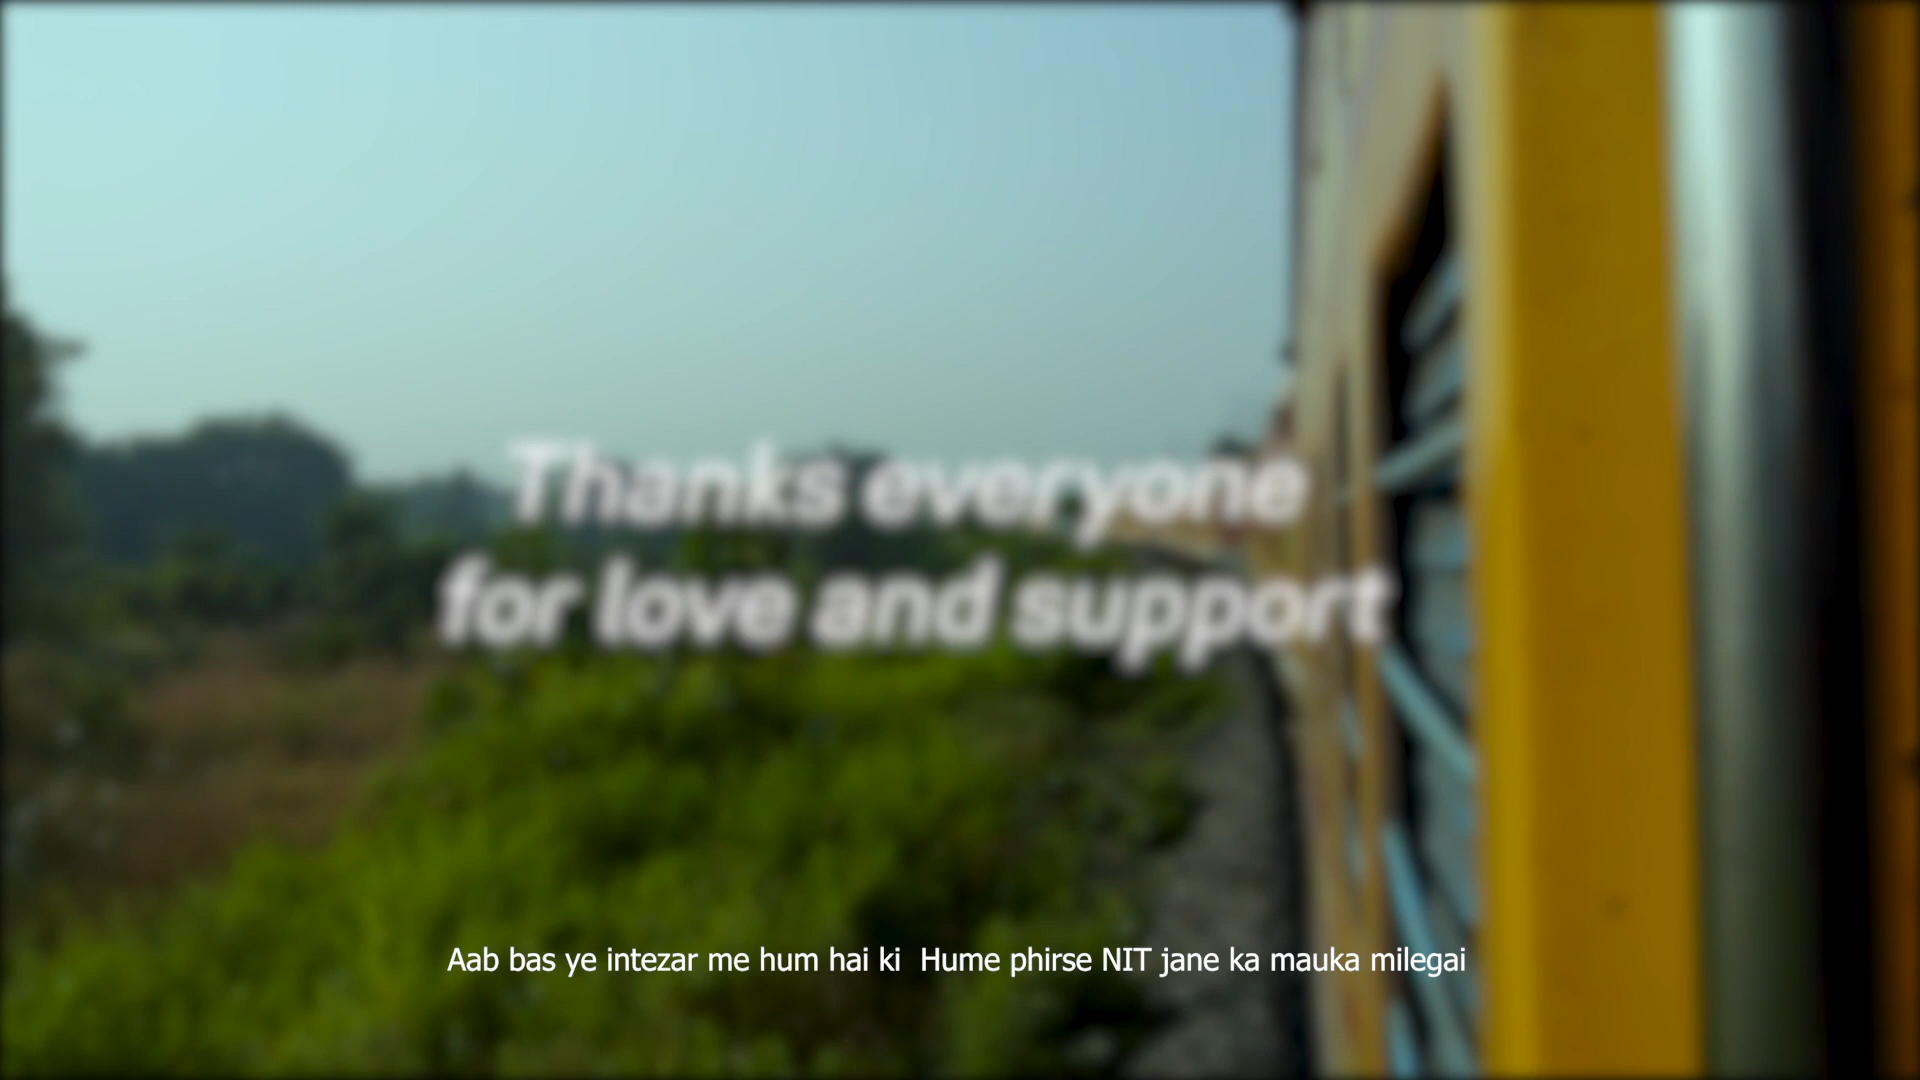 Thanks everyone
for love and support
Aab bas ye intezar me hum hai ki  Hume phirse NIT jane ka mauka milegai